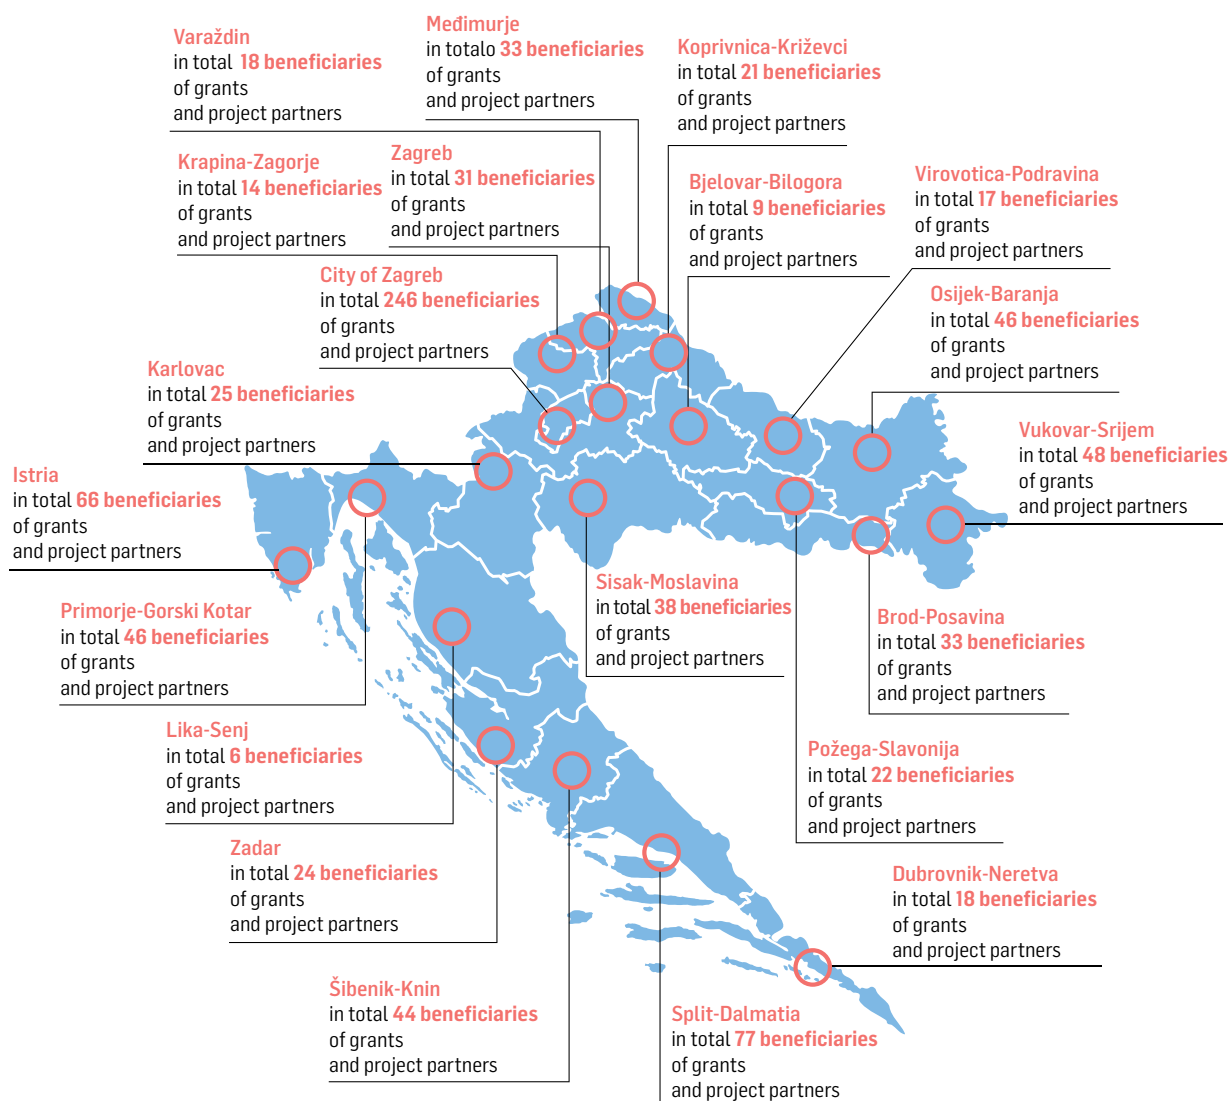 Varaždin
in total 18 beneficiaries
of grants
and project partners
Međimurje
in totalo 33 beneficiaries
of grants
and project partners
Koprivnica-Križevci
in total 21 beneficiaries
of grants
and project partners
Krapina-Zagorje
in total 14 beneficiaries
of grants
and project partners
Zagreb
in total 31 beneficiaries
of grants
and project partners
Bjelovar-Bilogora
in total 9 beneficiaries
of grants
and project partners
Virovotica-Podravina
in total 17 beneficiaries
of grants
and project partners
City of Zagreb
in total 246 beneficiaries
of grants
and project partners
Osijek-Baranja
in total 46 beneficiaries
of grants
and project partners
Karlovac
in total 25 beneficiaries
of grants
and project partners
Vukovar-Srijem
in total 48 beneficiaries
of grants
and project partners
Istria
in total 66 beneficiaries
of grants
and project partners
Sisak-Moslavina
in total 38 beneficiaries
of grants
and project partners
Primorje-Gorski Kotar
in total 46 beneficiaries
of grants
and project partners
Brod-Posavina
in total 33 beneficiaries
of grants
and project partners
Lika-Senj
in total 6 beneficiaries
of grants
and project partners
Požega-Slavonija
in total 22 beneficiaries
of grants
and project partners
Zadar
in total 24 beneficiaries
of grants
and project partners
Dubrovnik-Neretva
in total 18 beneficiaries
of grants
and project partners
Šibenik-Knin
in total 44 beneficiaries
of grants
and project partners
Split-Dalmatia
in total 77 beneficiaries
of grants
and project partners